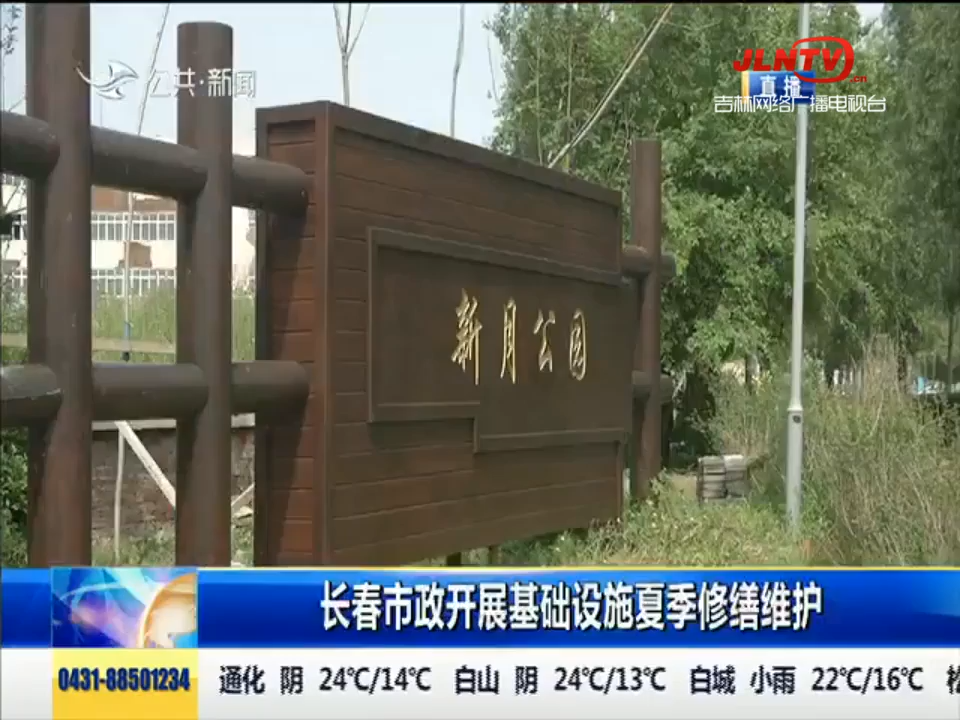 公共·新闻
JLNTV.cn
直播
吉林网络广播电视台
新月公园
长春市政开展基础设施夏季修缮维护
0431-88501234
通化 阴 24℃/14℃ 白山 阴 24℃/13℃ 白城 小雨 22℃/16℃